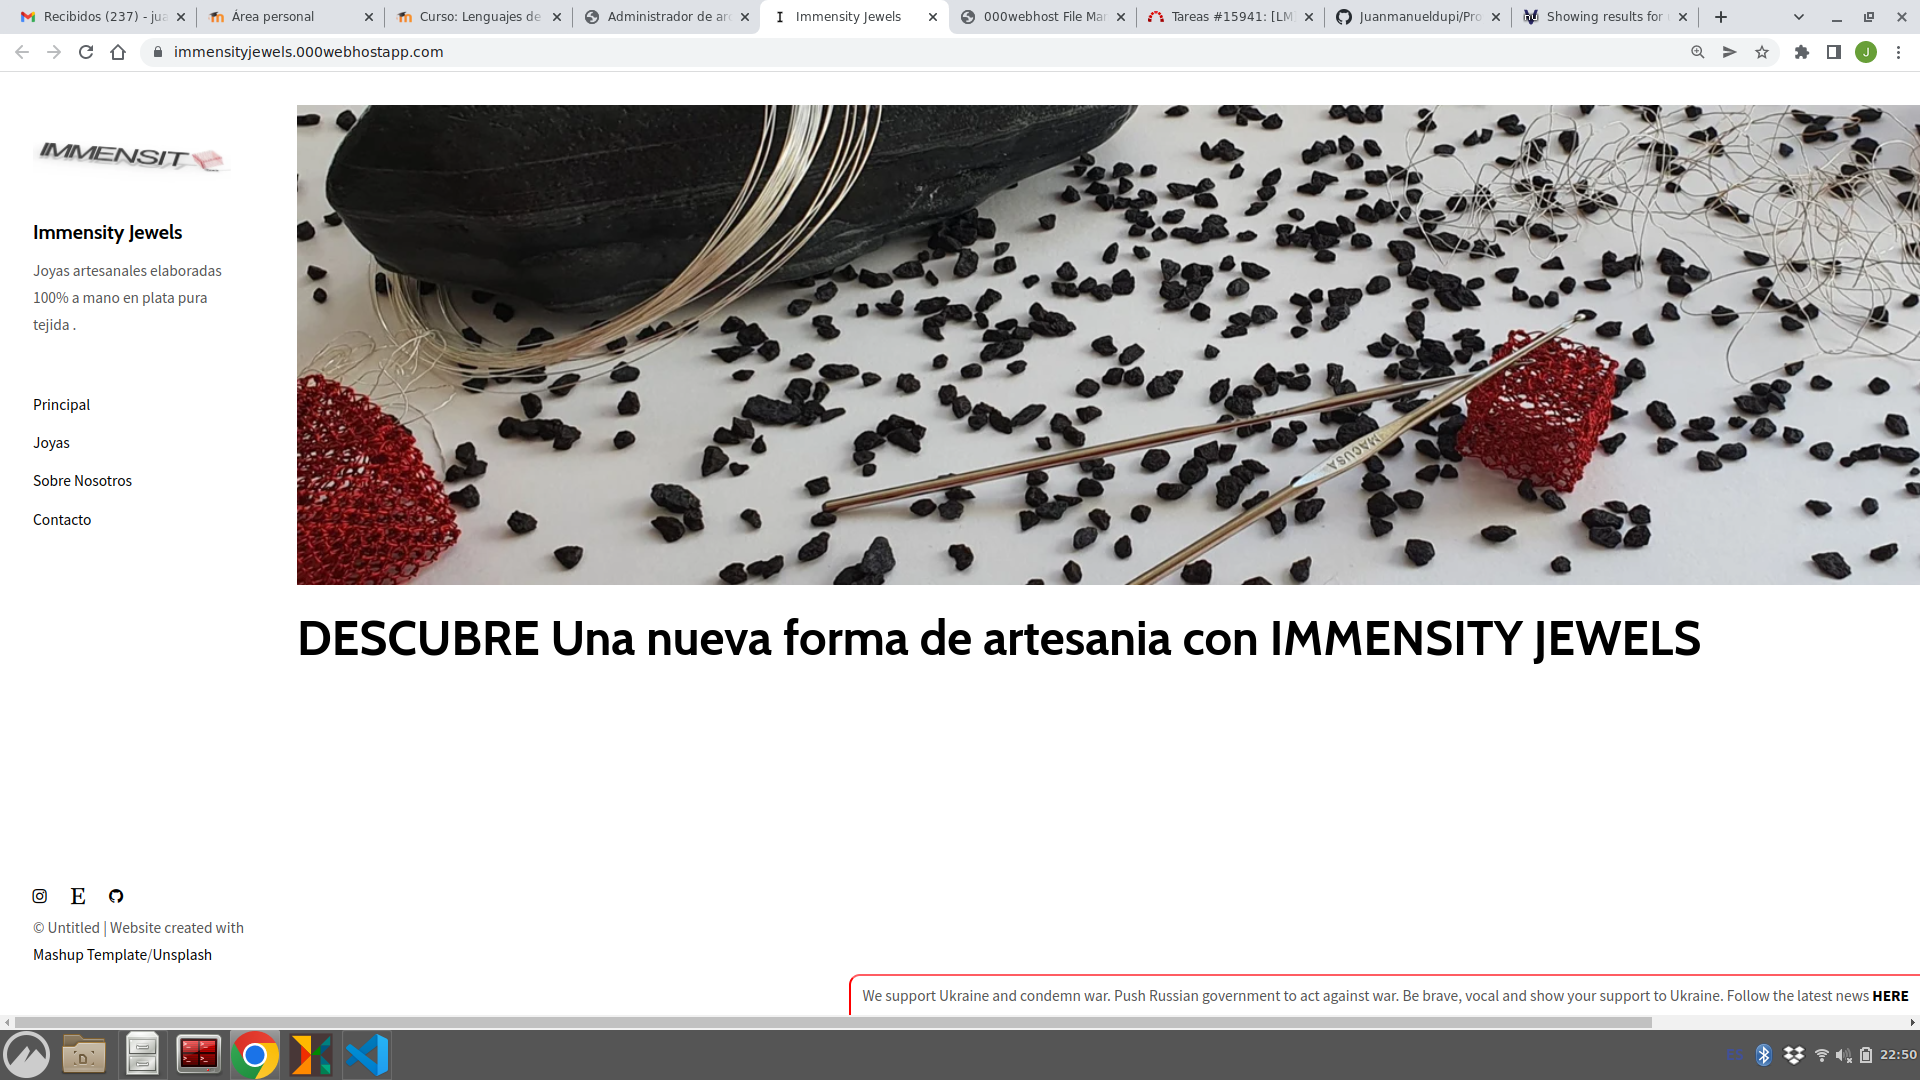 Recibidos (237) - jua
Área personal
Curso: Lenguajes de
Administrador de arc
Immensity Jewels
000webhost File Mar
Tareas #15941: [LM
Juanmanueldupi/Pro
Showing results for
immensityjewels.000webhostapp.com
J
IMMENSIT
Immensity Jewels
Joyas artesanales elaboradas
100% a mano en plata pura
tejida .
Principal
Joyas
Sobre Nosotros
Contacto
MACUSA
DESCUBRE Una nueva forma de artesania con IMMENSITY JEWELS
E
© Untitled | Website created with
Mashup Template/Unsplash
We support Ukraine and condemn war. Push Russian government to act against war. Be brave, vocal and show your support to Ukraine. Follow the latest news HERE
D
ES
22:50